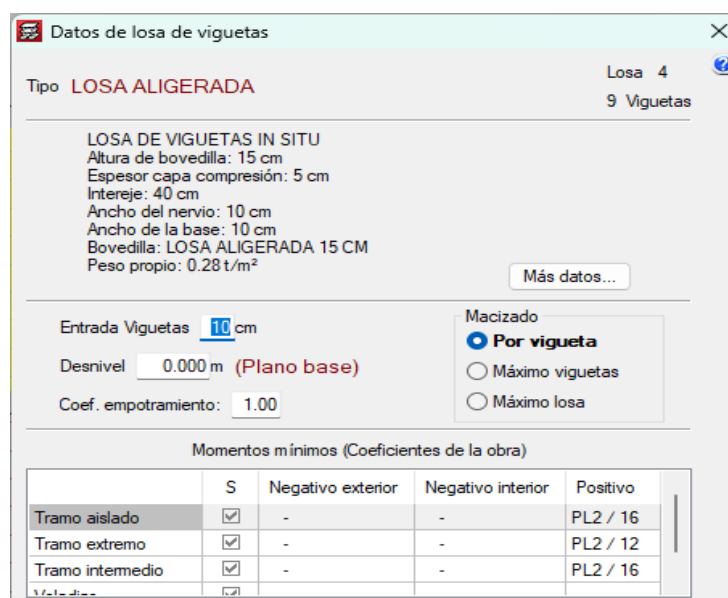 Datos de losa de viguetas
Tipo LOSA ALIGERADA
Losa 4
9 Viguetas
LOSA DE VIGUETAS IN SITU
Altura de bovedilla: 15 cm
Espesor capa compresión: 5 cm
Intereje: 40 cm
Ancho del nervio: 10 cm
Ancho de la base: 10 cm
Bovedilla: LOSA ALIGERADA 15 CM
Peso propio: 0.28 t/m²
Más datos...
Entrada Viguetas 10 cm
Desnivel 0.000 m (Plano base)
Coef. empotramiento: 1.00
Macizado
Por vigueta
Máximo viguetas
Máximo losa
Momentos mínimos (Coeficientes de la obra)
S Negativo exterior Negativo interior Positivo
Tramo aislado - - PL2 / 16
Tramo extremo - - PL2 / 12
Tramo intermedio - - PL2 / 16